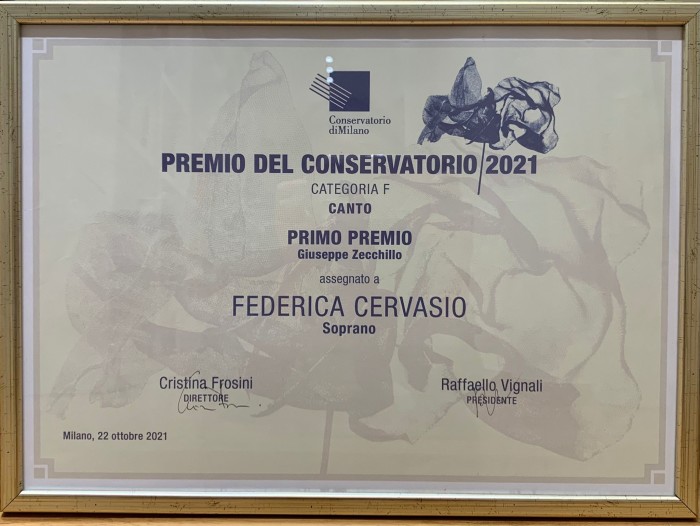 Conservatorio
diMilano
PREMIO DEL CONSERVATORIO 2021
CATEGORIA F
CANTO
PRIMO PREMIO
Giuseppe Zecchillo
assegnato a
FEDERICA CERVASIO
Soprano
Cristina Frosini
DIRETTORE
Raffaello Vignali
PRESIDENTE
Milano, 22 ottobre 2021